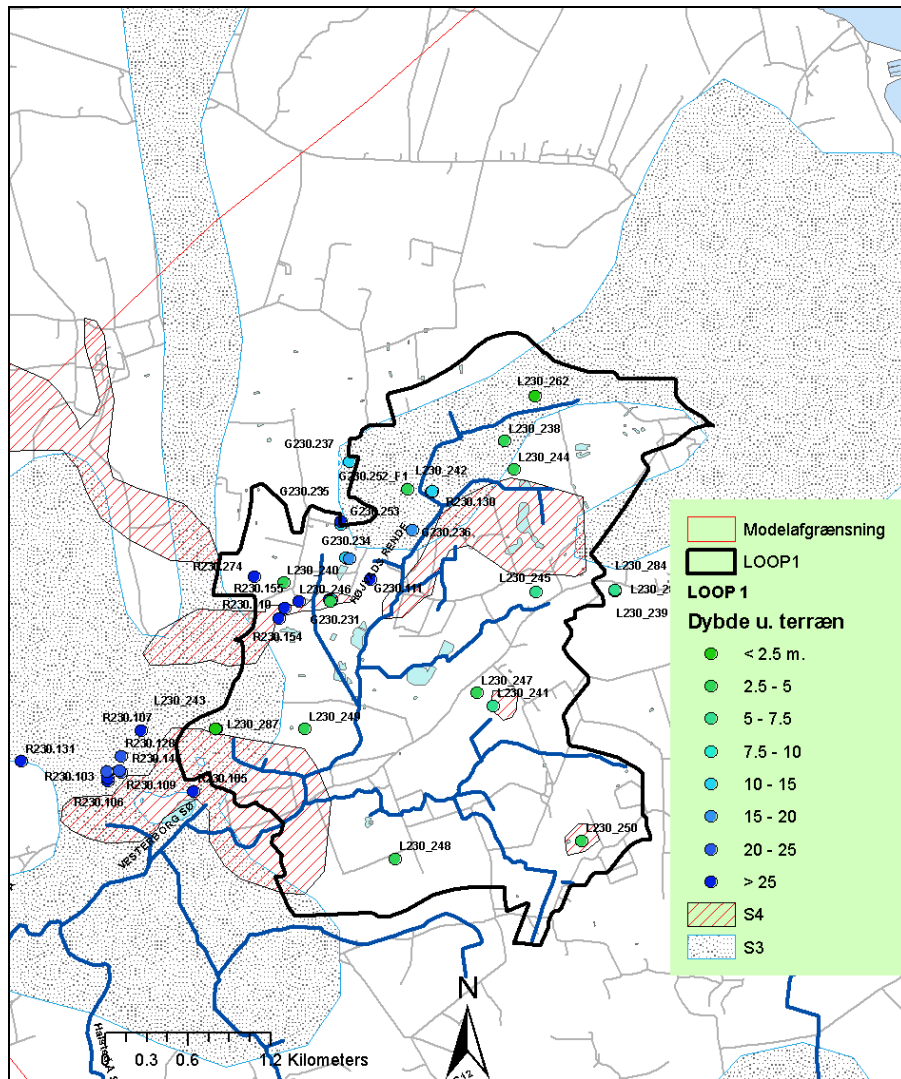 L230_262
L230_238
G230.237
L230_244
L230_242
G230.252_F1
G230.235
R230.130
G230.253
G230.236
G230.234
HØJVADS RENDE
R230.274
L230_240
L230_284
R230.155
L230_246
G230.111
L230_245
R230.110
L230_239
G230.231
R230.154
L230_247
L230_243
L230_241
R230.107
L230_287
L230_249
R230.131
R230.128
R230.103
R230.109
R230.105
R230.106
VESTERBORG SØ
L230_250
L230_248
Modelafgrænsning
LOOP1
LOOP 1
Dybde u. terræn
< 2.5 m.
2.5 - 5
5 - 7.5
7.5 - 10
10 - 15
15 - 20
20 - 25
> 25
S4
S3
N
0.3 0.6 1.2 Kilometers